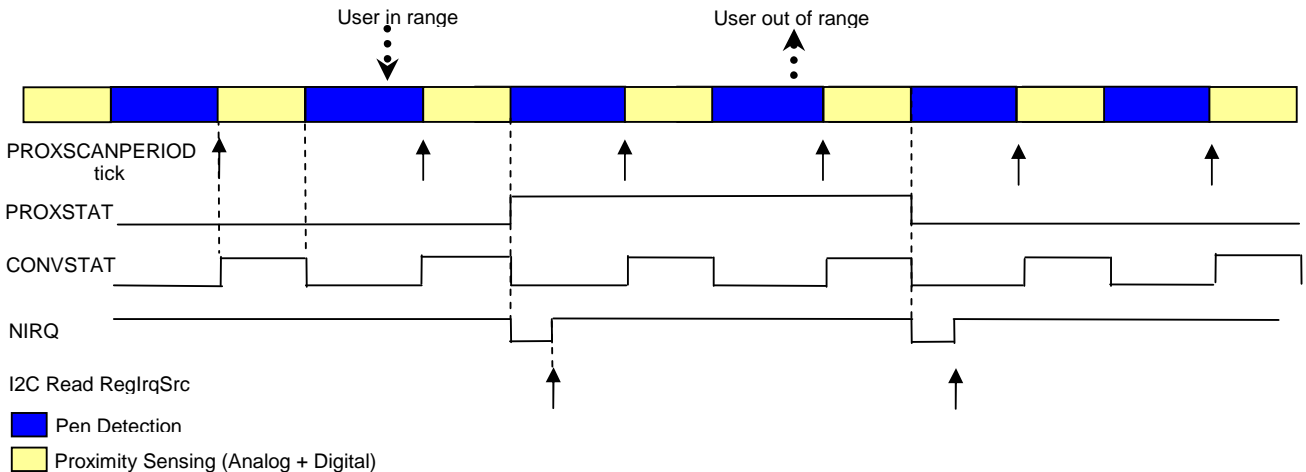 User in range
User out of range
PROXSCANPERIOD
tick
PROXSTAT
CONVSTAT
NIRQ
I2C Read RegIrqSrc
Pen Detection
Proximity Sensing (Analog + Digital)